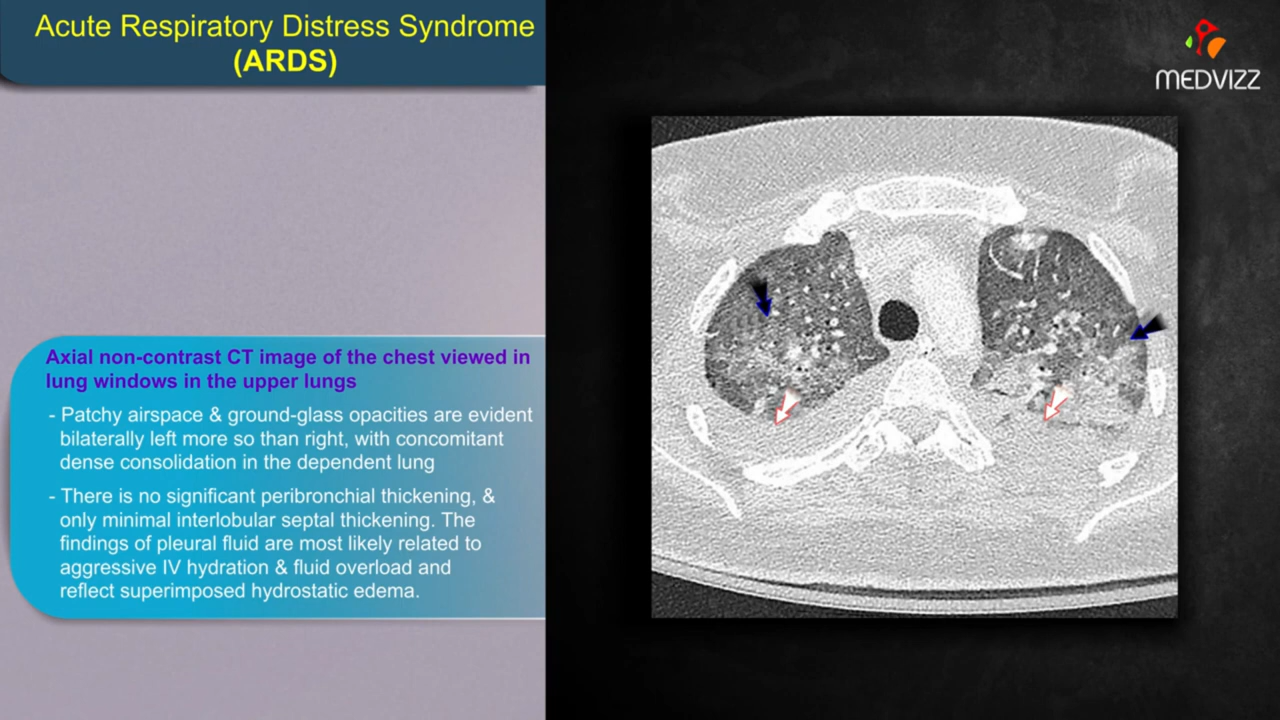 Acute Respiratory Distress Syndrome
(ARDS)
MEDVIZZ
Axial non-contrast CT image of the chest viewed in
lung windows in the upper lungs
- Patchy airspace & ground-glass opacities are evident
bilaterally left more so than right, with concomitant
dense consolidation in the dependent lung
- There is no significant peribronchial thickening, &
only minimal interlobular septal thickening. The
findings of pleural fluid are most likely related to
aggressive IV hydration & fluid overload and
reflect superimposed hydrostatic edema.